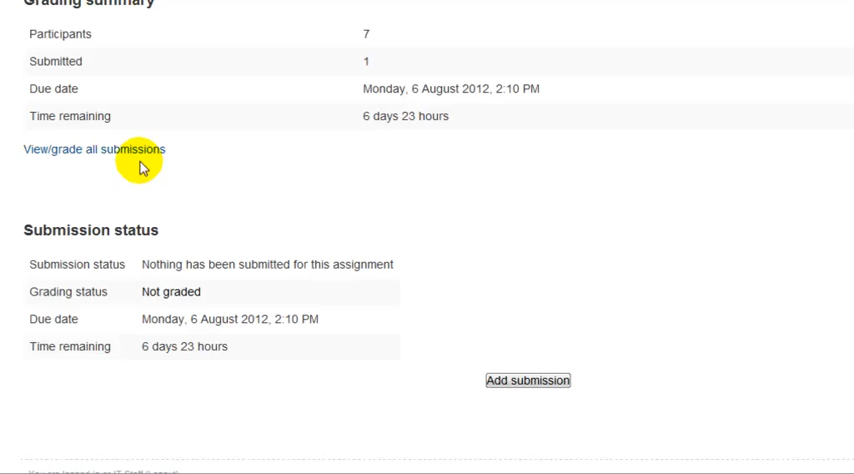 Grading summary
Participants 7
Submitted 1
Due date Monday, 6 August 2012, 2:10 PM
Time remaining 6 days 23 hours
View/grade all submissions
Submission status
Submission status Nothing has been submitted for this assignment
Grading status Not graded
Due date Monday, 6 August 2012, 2:10 PM
Time remaining 6 days 23 hours
Add submission